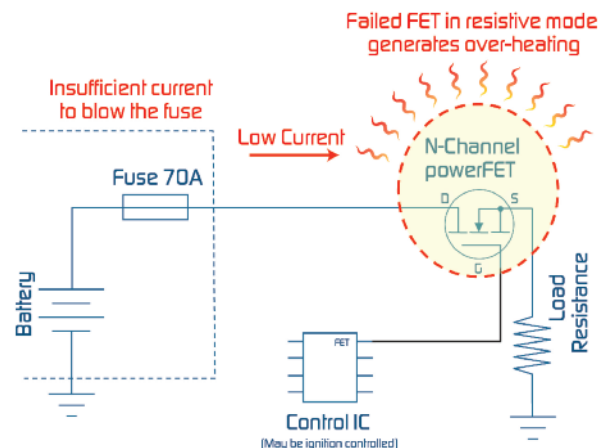 Failed FET in resistive mode
generates over-heating
Insufficient current
to blow the fuse
Low Current
N-Channel
powerFET
Fuse 70A
D
S
G
Battery
Load
Resistance
FET
Control IC
(May be ignition controlled)